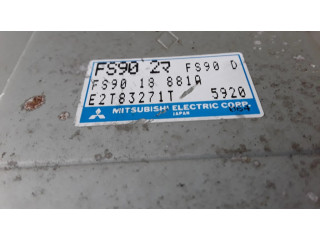 FS90 2R FS90 D
FS90 18 881A
E2T83271T 5920
MITSUBISHI ELECTRIC CORP.
JAPAN